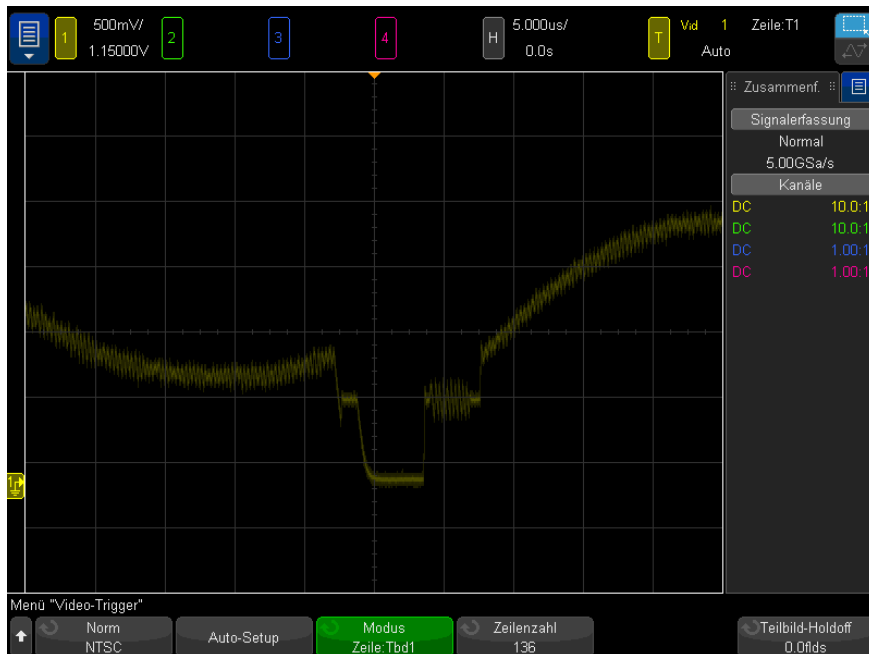 1
500mV/
1.15000V
2
3
4
H
5.000us/
0.0s
T
Vid 1 Zeile:T1
Auto
Zusammenf.
Signalerfassung
Normal
5.00GSa/s
Kanäle
DC 10.0:1
DC 10.0:1
DC 1.00:1
DC 1.00:1
1
Menü "Video-Trigger"
Norm
NTSC
Auto-Setup
Modus
Zeile:Tbd1
Zeilenzahl
136
Teilbild-Holdoff
0.0flds